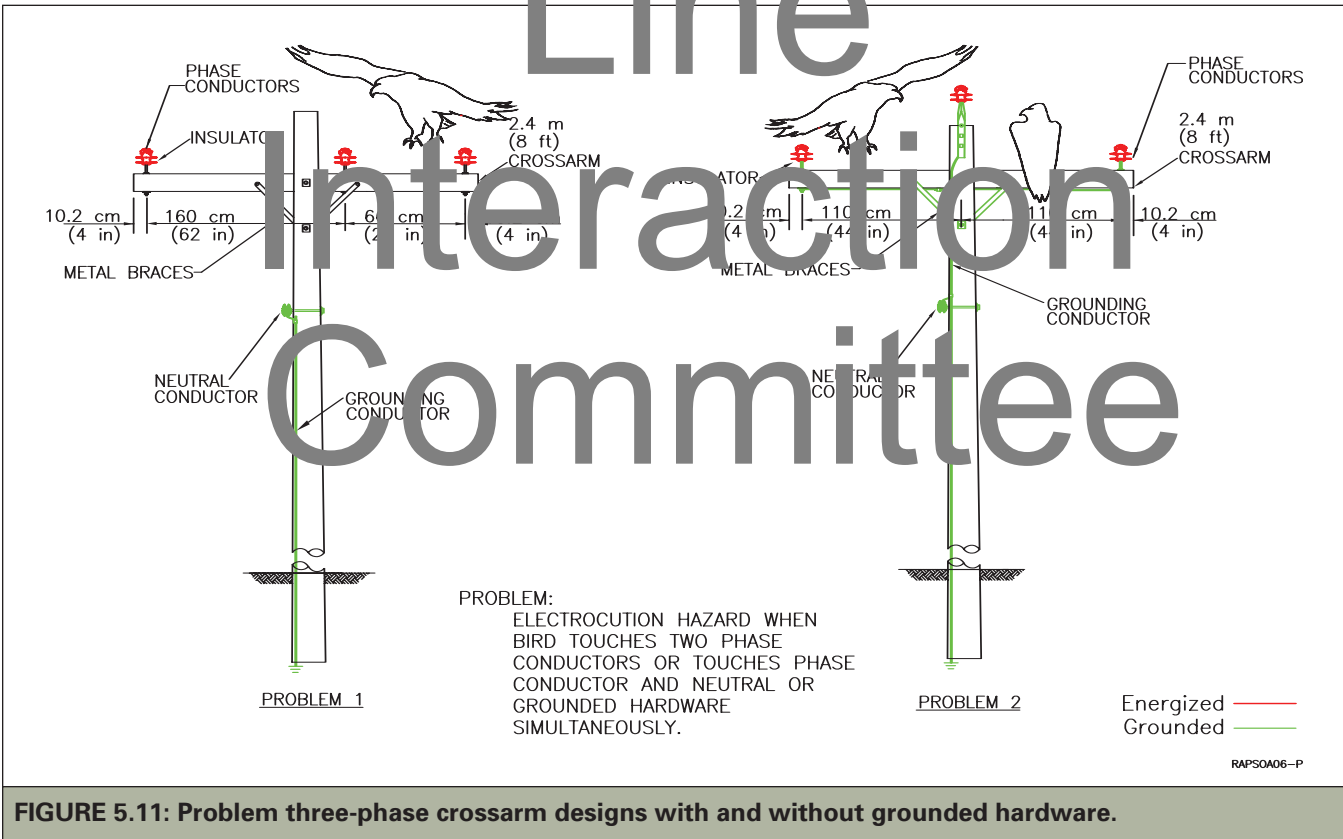 Line
Interaction
Committee
PHASE
CONDUCTORS
2.4 m
(8 ft)
CROSSARM
10.2 cm
(4 in)
160 cm
(62 in)
(4 in)
METAL BRACES
NEUTRAL
CONDUCTOR
GROUNDING
PROBLEM 1
PHASE
CONDUCTORS
2.4 m
(8 ft)
CROSSARM
cm
cm
10.2 cm
(4 in)
METAL BRACES
GROUNDING
CONDUCTOR
PROBLEM 2
PROBLEM:
ELECTROCUTION HAZARD WHEN
BIRD TOUCHES TWO PHASE
CONDUCTORS OR TOUCHES PHASE
CONDUCTOR AND NEUTRAL OR
GROUNDED HARDWARE
SIMULTANEOUSLY.
Energized
Grounded
RAPSOA06-P
FIGURE 5.11: Problem three-phase crossarm designs with and without grounded hardware.